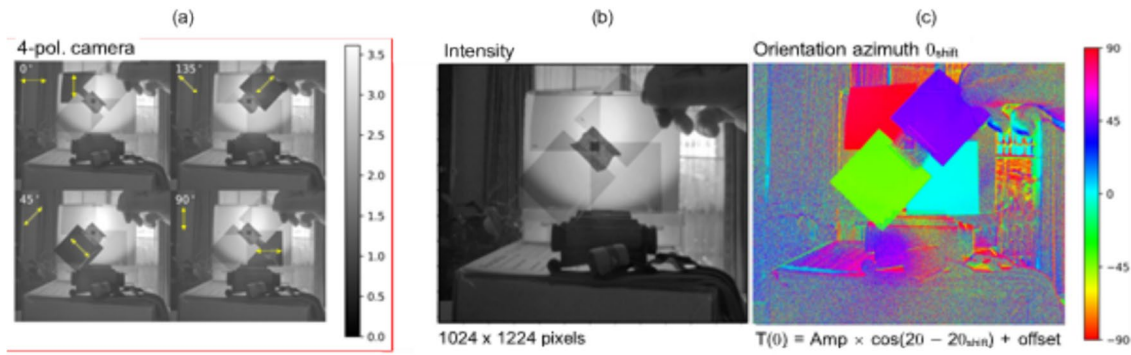 (a)
4-pol. camera
0°
135°
45°
90°
3.5
3.0
2.5
2.0
1.5
1.0
0.5
0.0
(b)
Intensity
1024 x 1224 pixels
(c)
Orientation azimuth θshift
90
45
0
−45
−90
T(θ) = Amp × cos(2θ − 2θshift) + offset